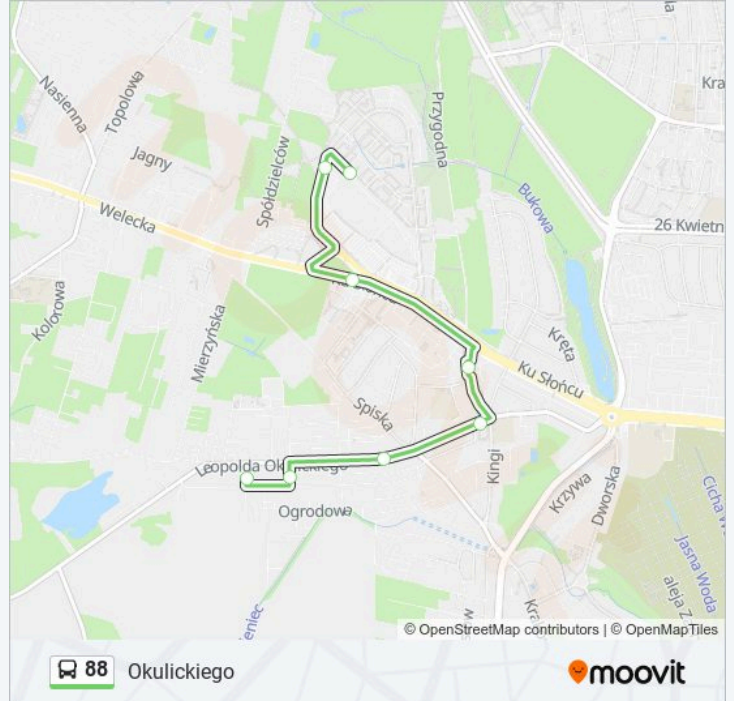 Kra
Nasienna
Topolowa
Przygodna
Jagny
Spółdzielców
Bukowa
Welecka
26 Kwietn
Kolorowa
Mierzyńska
Kręta
Ku Słońcu
Spiska
Leopolda Okulickiego
Kingi
Krzywa
Dworska
Cicha W
Ogrodowa
Jasna Woda
aleja Z
eniec
© OpenStreetMap contributors | © OpenMapTiles
88 Okulickiego
moovit